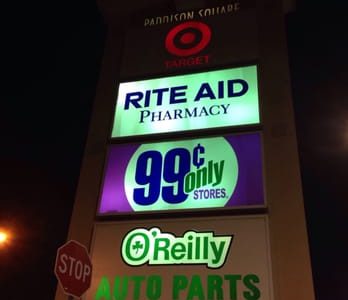 PADDISON SQUARE
TARGET
RITE AID
PHARMACY
99¢ only
STORES.
O'Reilly
AUTO PARTS
STOP